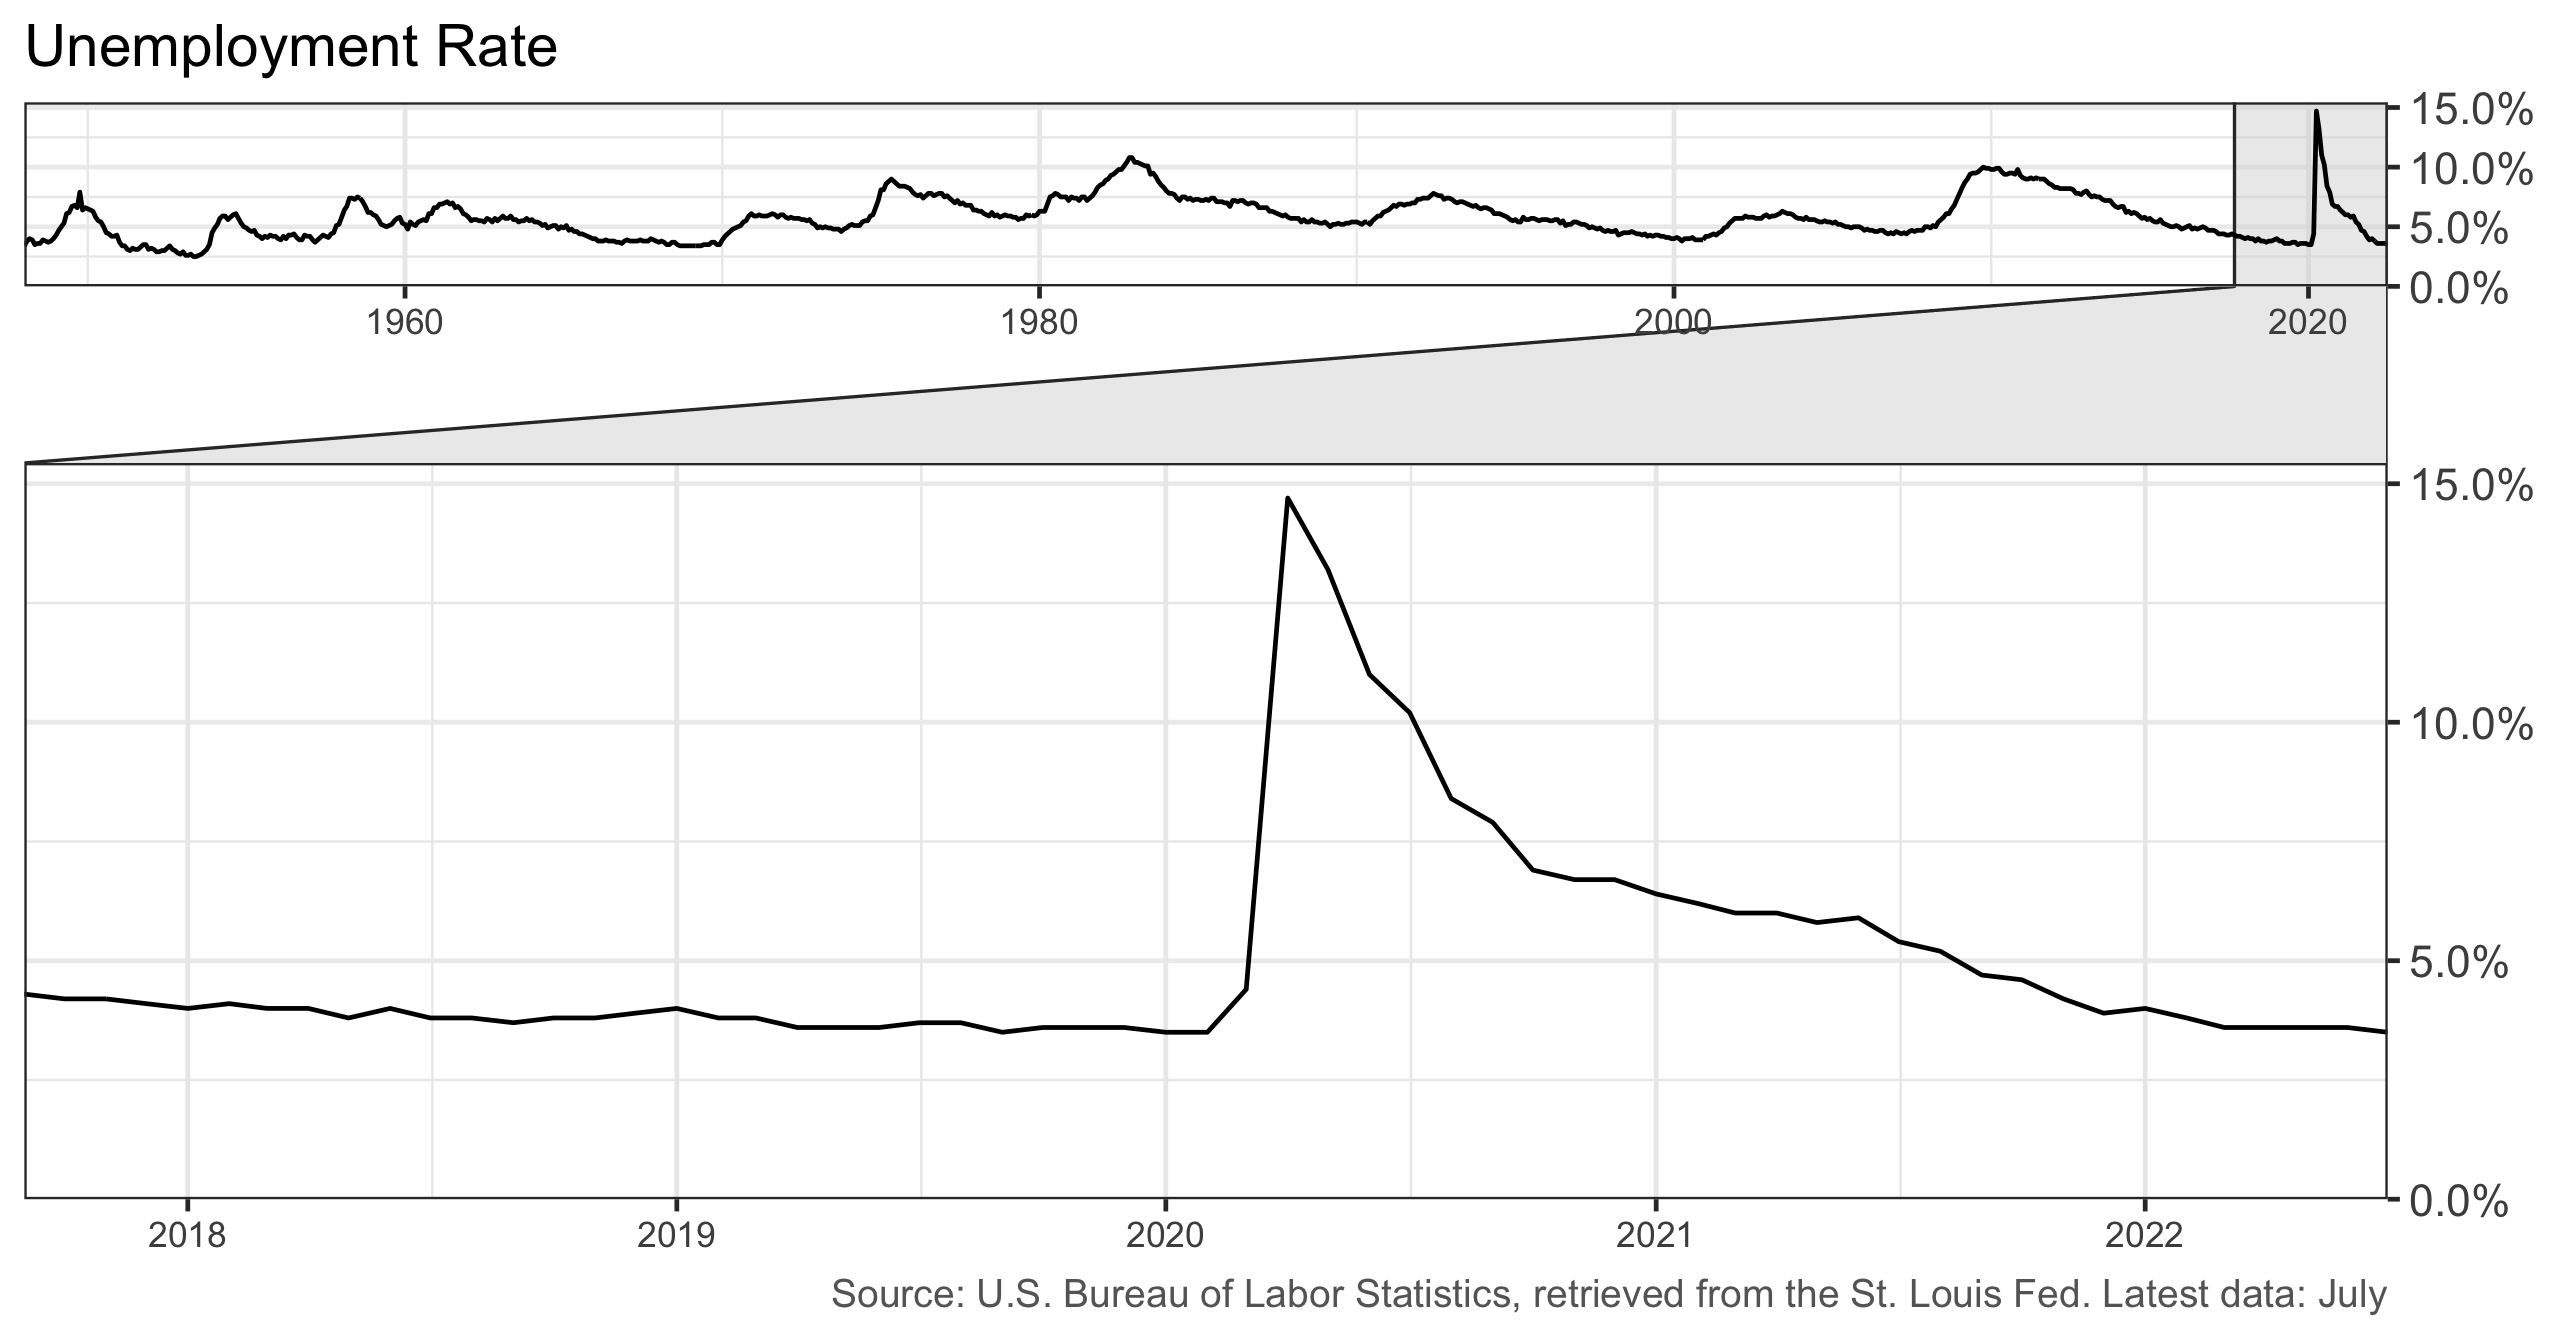 Unemployment Rate
15.0%
10.0%
5.0%
0.0%
1960 1980 2000 2020
15.0%
10.0%
5.0%
0.0%
2018 2019 2020 2021 2022
Source: U.S. Bureau of Labor Statistics, retrieved from the St. Louis Fed. Latest data: July